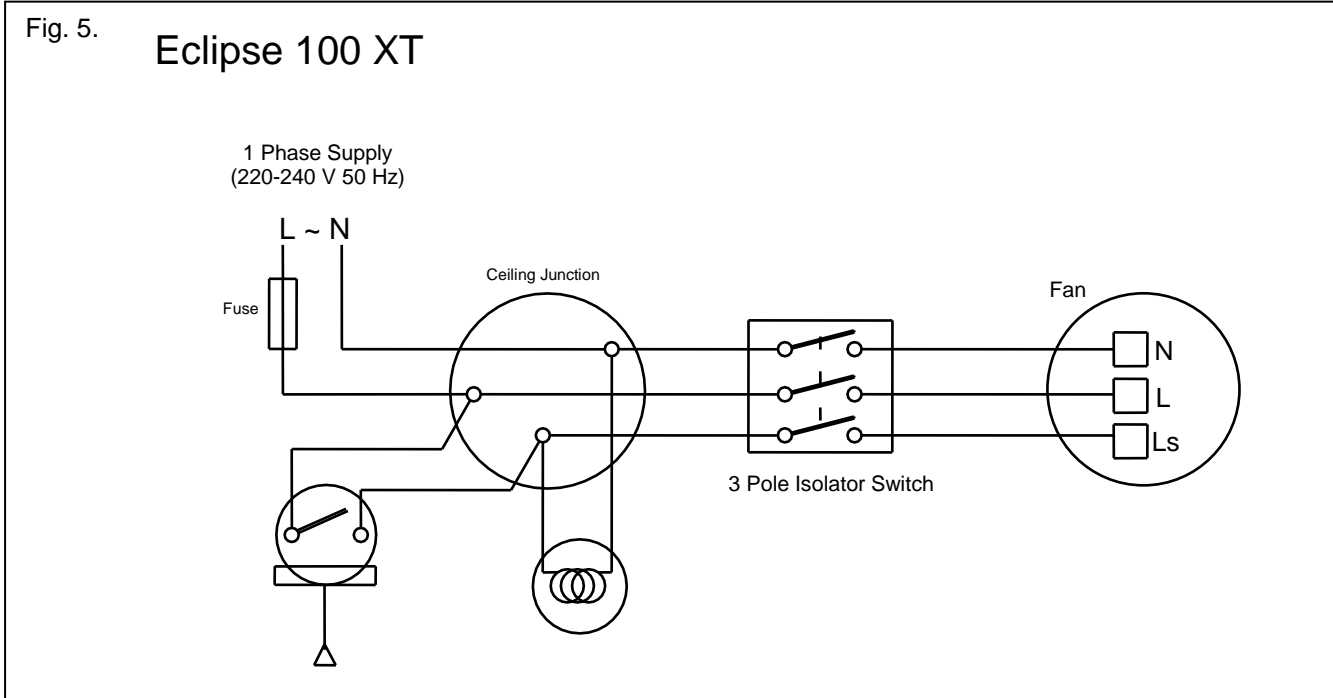 Fig. 5.
Eclipse 100 XT
1 Phase Supply
(220-240 V 50 Hz)
L ~ N
Ceiling Junction
Fuse
Fan
N
L
Ls
3 Pole Isolator Switch